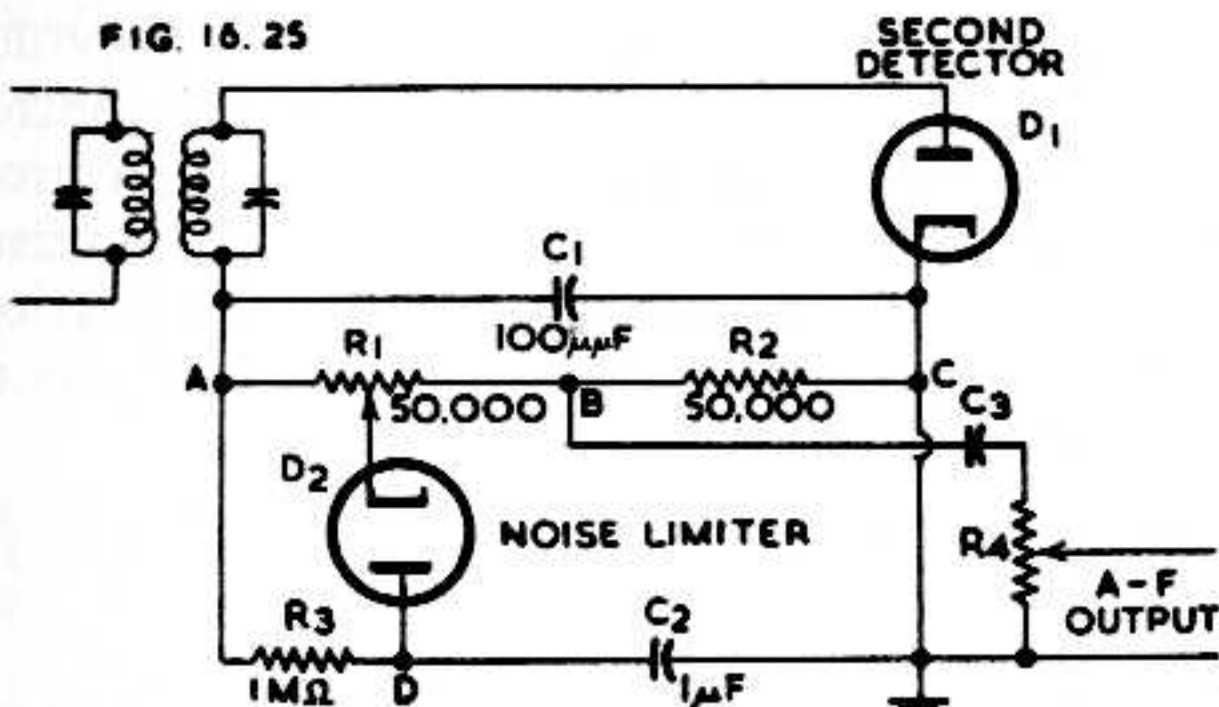 FIG. 16.25
SECOND
DETECTOR
D1
C1
100μμF
R1
R2
A
50,000
B
50,000
C
C3
D2
NOISE LIMITER
R4
A-F
OUTPUT
R3
C2
1MΩ
D
1μF